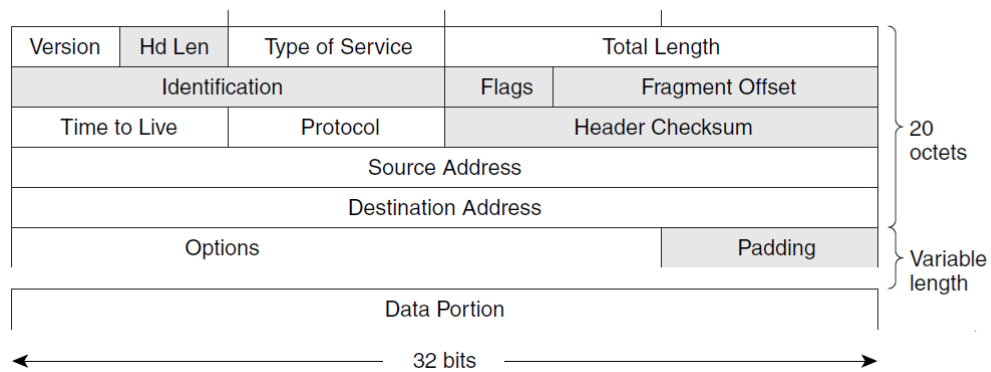 Version Hd Len Type of Service Total Length
Identification Flags Fragment Offset
Time to Live Protocol Header Checksum
20
octets
Source Address
Destination Address
Options Padding
Variable
length
Data Portion
32 bits